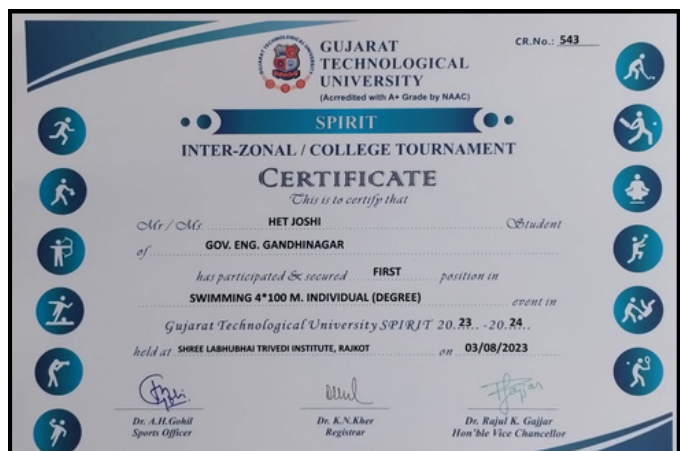 CR.No.: 543
GUJARAT
TECHNOLOGICAL
UNIVERSITY
(Acrredited with A+ Grade by NAAC)
SPIRIT
INTER-ZONAL / COLLEGE TOURNAMENT
CERTIFICATE
This is to certify that
Mr / Ms. HET JOSHI Student
of GOV. ENG. GANDHINAGAR
has participated & secured FIRST position in
SWIMMING 4*100 M. INDIVIDUAL (DEGREE) event in
Gujarat Technological University SPIRIT 20.23.. -20.24..
held at SHREE LABHUBHAI TRIVEDI INSTITUTE, RAJKOT on 03/08/2023
Dr. A.H.Gohil Dr. K.N.Kher Dr. Rajul K. Gajjar
Sports Officer Registrar Hon'ble Vice Chancellor